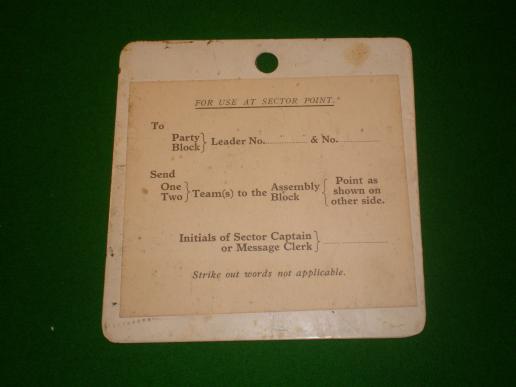 FOR USE AT SECTOR POINT.
To
Party
Block } Leader No. ............ & No. ............
Send
One
Two } Team(s) to the Assembly
Block { Point as
shown on
other side.
Initials of Sector Captain
or Message Clerk } ............
Strike out words not applicable.